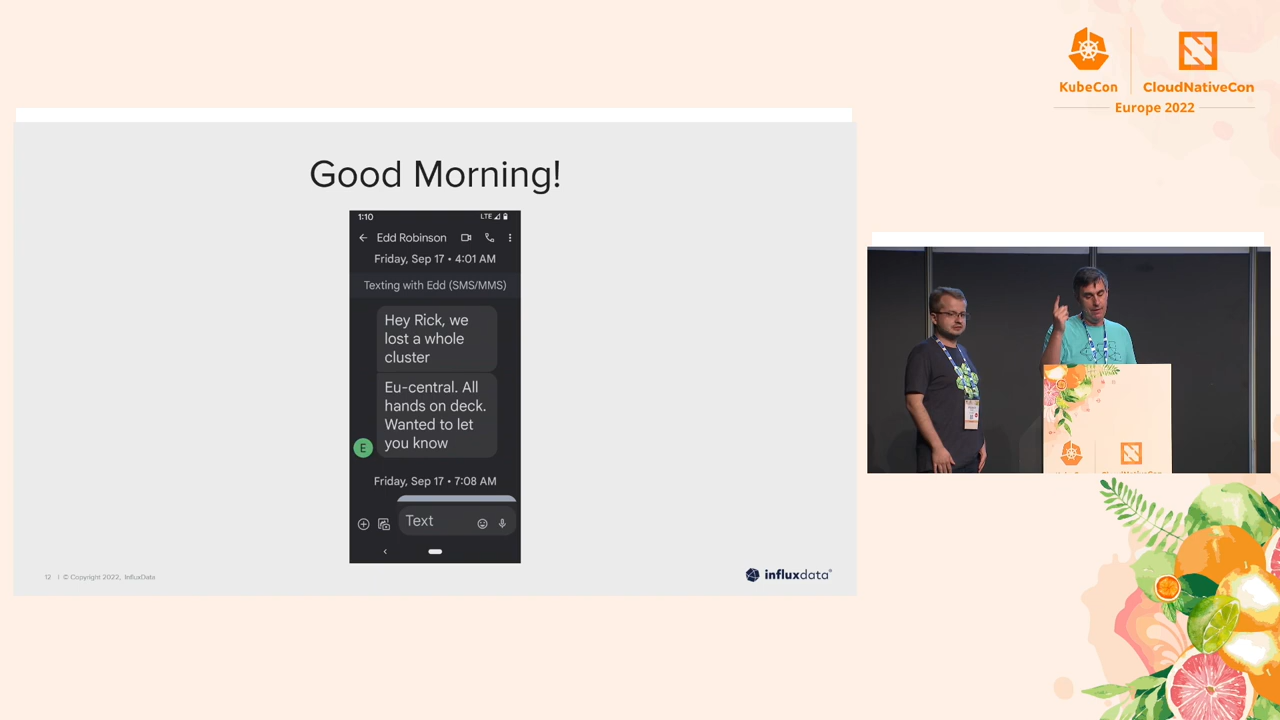 KubeCon
CloudNativeCon
Europe 2022
Good Morning!
1:10
LTE
Edd Robinson
Friday, Sep 17 • 4:01 AM
Texting with Edd (SMS/MMS)
Hey Rick, we
lost a whole
cluster
Eu-central. All
hands on deck.
Wanted to let
you know
E
Friday, Sep 17 • 7:08 AM
Text
12 | © Copyright 2022, InfluxData
influxdata®